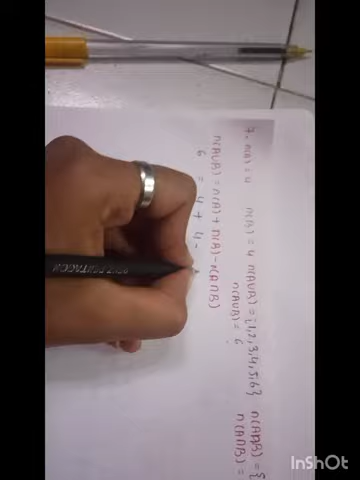 7. n(A) = 4   n(B) = 4   n(AUB) = {1,2,3,4,5,6}   n(A∩B) = {
n(AUB) = 6   n(A∩B) =
n(AUB) = n(A) + n(B) - n(A∩B)
6 = 4 + 4 -
InShOt